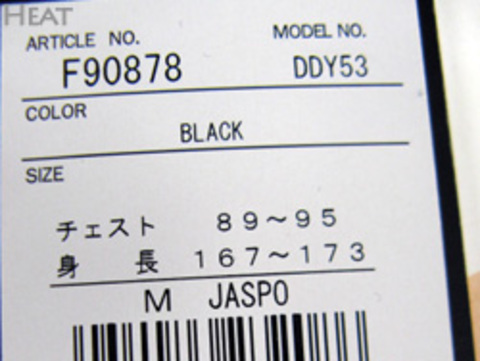 HEAT
ARTICLE NO. MODEL NO.
F90878 DDY53
COLOR
BLACK
SIZE
チェスト 89～95
身 長 167～173
M JASPO